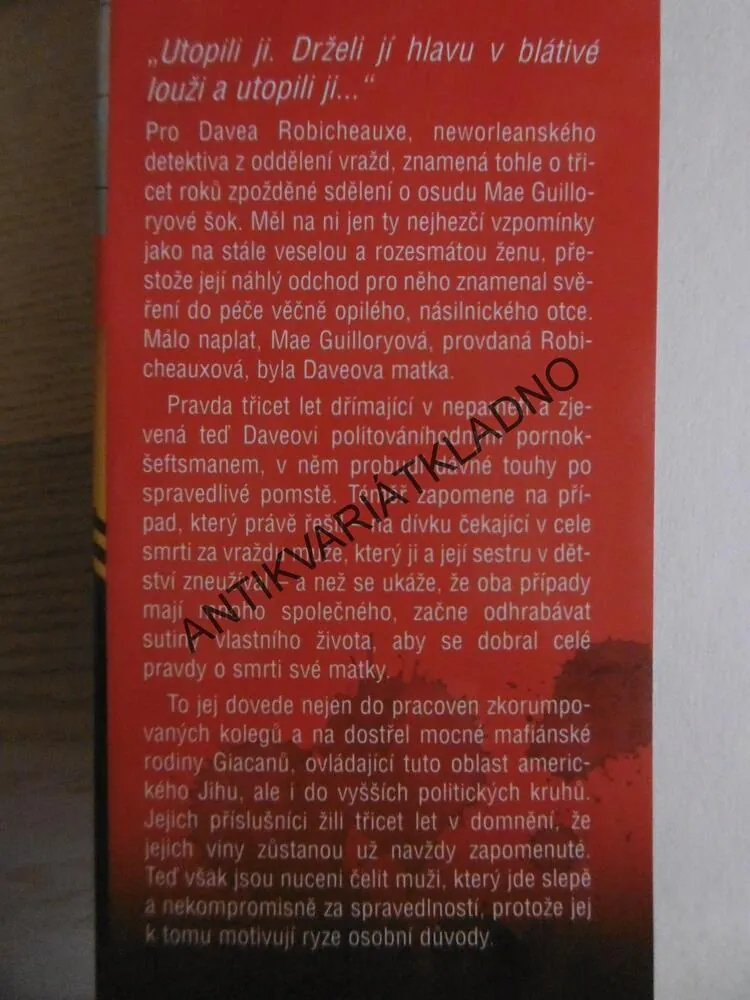 „Utopili ji. Drželi jí hlavu v blátivé
louži a utopili ji...“
Pro Davea Robicheauxe, neworleanského
detektiva z oddělení vražd, znamená tohle o tři-
cet roků zpožděné sdělení o osudu Mae Guillo-
ryové šok. Měl na ni jen ty nejhezčí vzpomínky
jako na stále veselou a rozesmátou ženu, pře-
stože její náhlý odchod pro něho znamenal svě-
ření do péče věčně opilého, násilnického otce.
Málo naplat, Mae Guilloryová, provdaná Robi-
cheauxová, byla Daveova matka.
Pravda třicet let dřímající v nepaměti a zje-
vená teď Daveovi politováníhodným pornok-
šeftsmanem, v něm probudí dávné touhy po
spravedlivé pomstě. Téměř zapomene na pří-
pad, který právě řeší – na dívku čekající v cele
smrti za vraždu muže, který ji a její sestru v dět-
ství zneužíval – a než se ukáže, že oba případy
mají mnoho společného, začne odhrabávat
sutiny vlastního života, aby se dobral celé
pravdy o smrti své matky.
To jej dovede nejen do pracoven zkorumpo-
vaných kolegů a na dostřel mocné mafiánské
rodiny Giacanů, ovládající tuto oblast americ-
kého Jihu, ale i do vyšších politických kruhů.
Jejich příslušníci žili třicet let v domnění, že
jejich viny zůstanou už navždy zapomenuté.
Teď však jsou nuceni čelit muži, který jde slepě
a nekompromisně za spravedlností, protože jej
k tomu motivují ryze osobní důvody.
ANTIKVARIÁTKLADNO